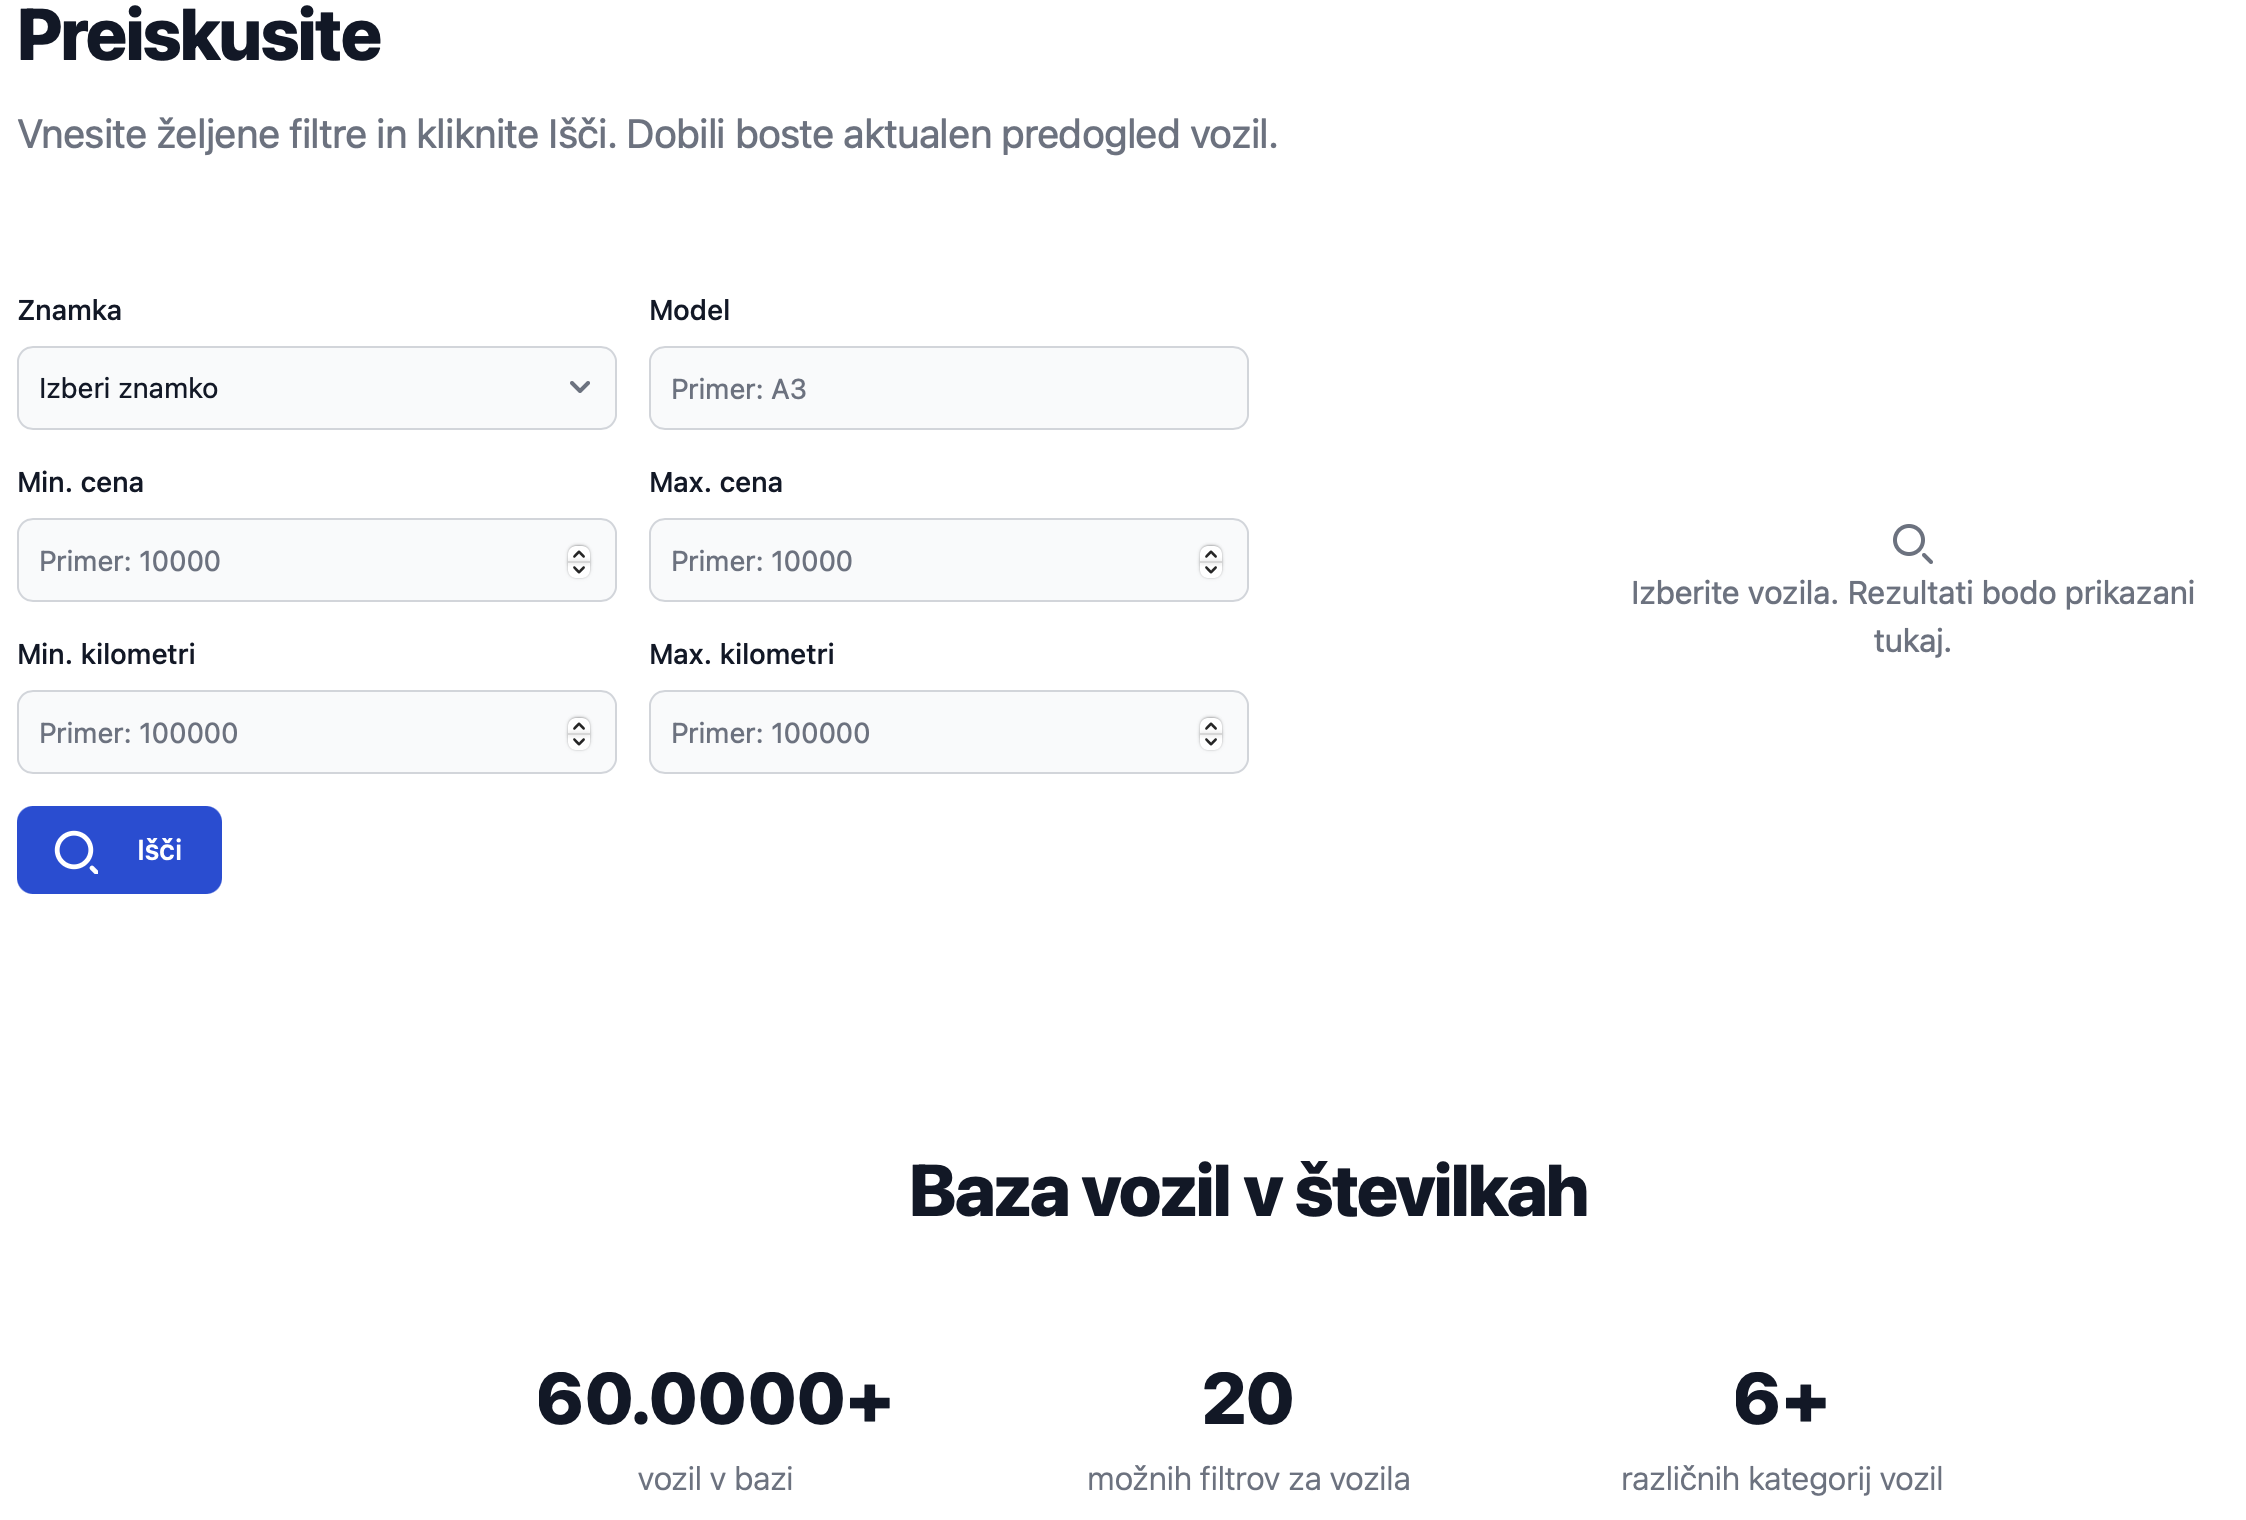 Preiskusite
Vnesite željene filtre in kliknite Išči. Dobili boste aktualen predogled vozil.
Znamka
Model
Izberi znamko
Primer: A3
Min. cena
Max. cena
Primer: 10000
Primer: 10000
Min. kilometri
Max. kilometri
Primer: 100000
Primer: 100000
Išči
Izberite vozila. Rezultati bodo prikazani
tukaj.
Baza vozil v številkah
60.0000+
20
6+
vozil v bazi
možnih filtrov za vozila
različnih kategorij vozil